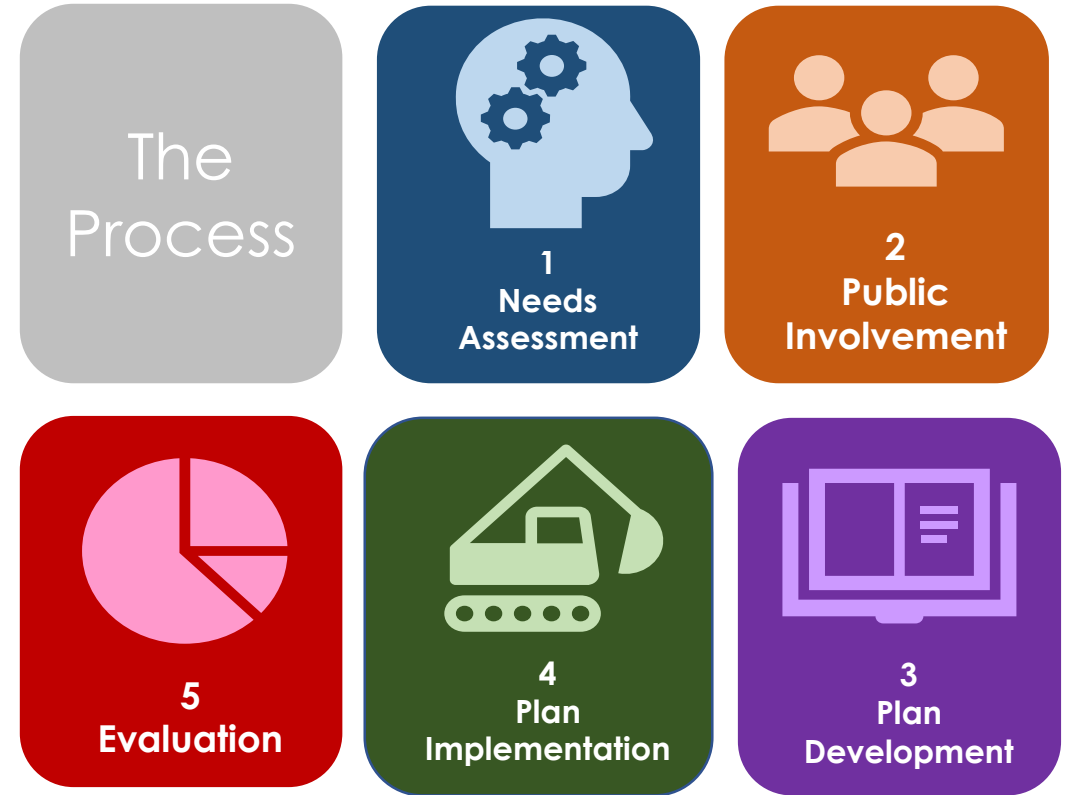 The
Process
1
Needs
Assessment
2
Public
Involvement
3
Plan
Development
4
Plan
Implementation
5
Evaluation